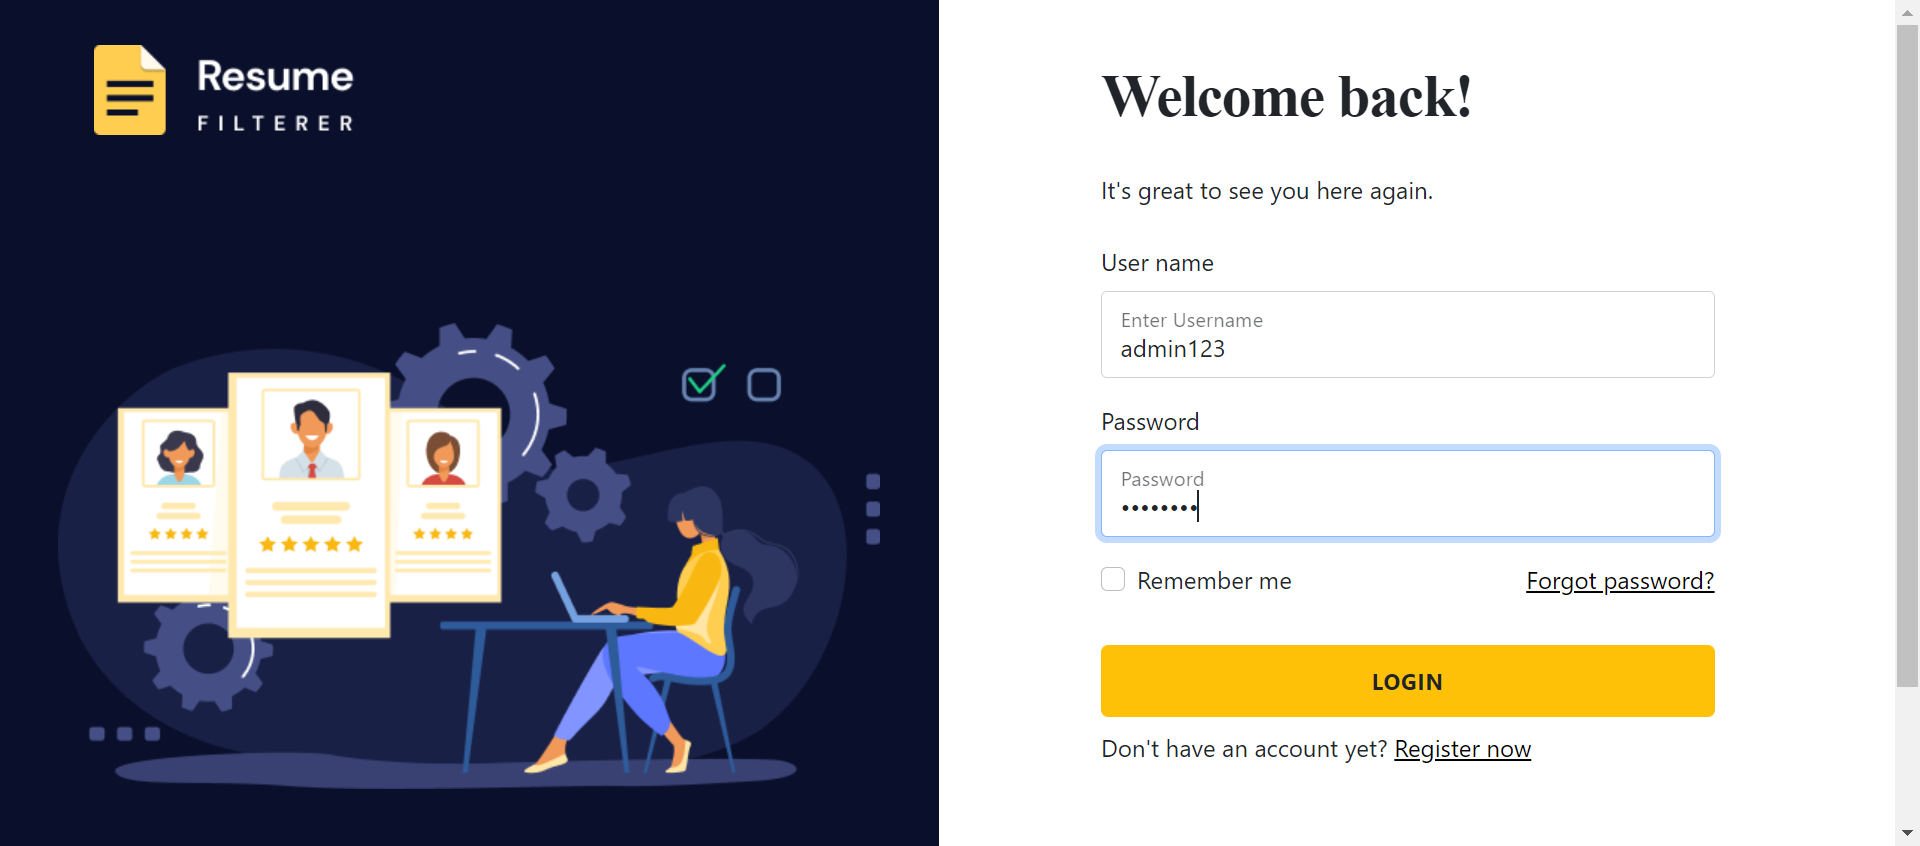 Resume
FILTERER
Welcome back!
It's great to see you here again.
User name
Enter Username
admin123
Password
Password
••••••••
Remember me
Forgot password?
LOGIN
Don't have an account yet? Register now